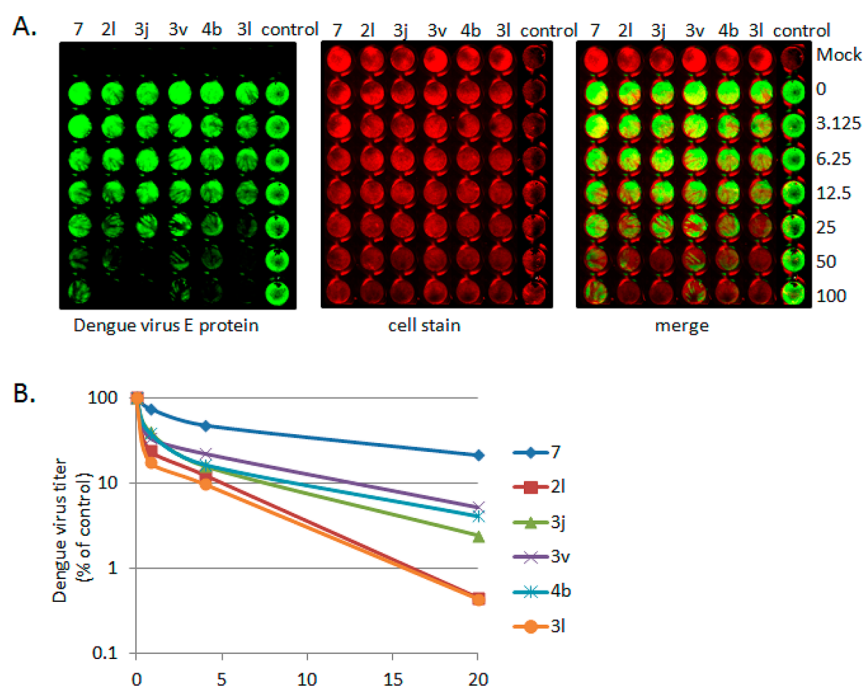 A.
7 2l 3j 3v 4b 3l control
7 2l 3j 3v 4b 3l control
7 2l 3j 3v 4b 3l control
Mock
0
3.125
6.25
12.5
25
50
100
Dengue virus E protein
cell stain
merge
B.
Dengue virus titer
(% of control)
100
10
1
0.1
0 5 10 15 20
7
2l
3j
3v
4b
3l